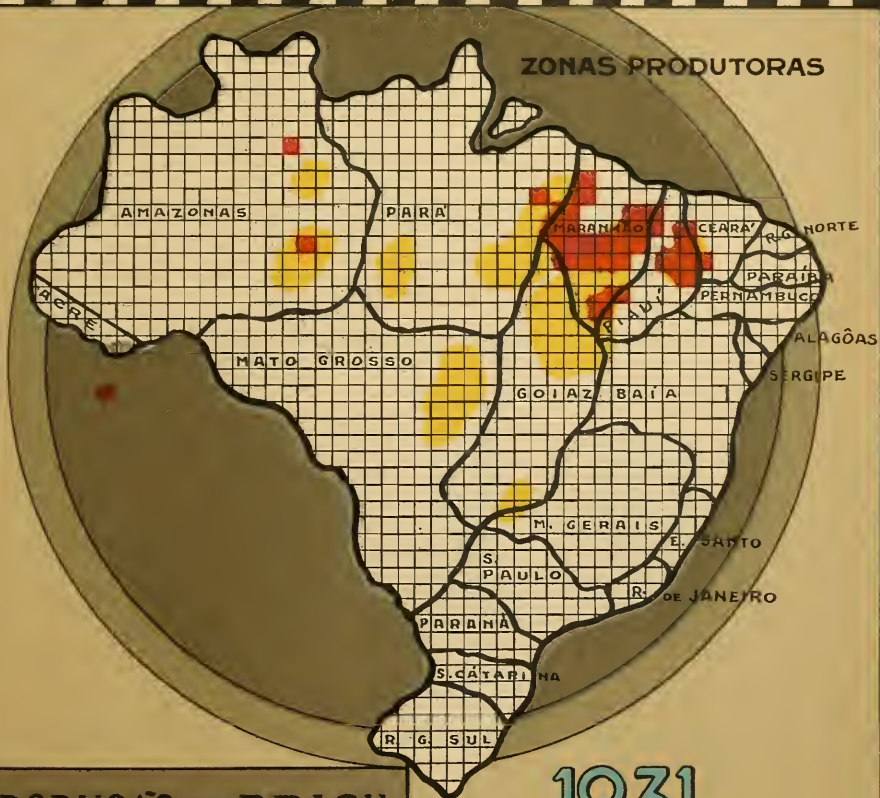 ZONAS PRODUTORAS
AMAZONAS
PARÁ
MARANHÃO
CEARÁ
R.G. NORTE
PARAÍBA
PERNAMBUCO
ACRE
PIAUÍ
ALAGÔAS
MATO GROSSO
SERGIPE
GOIAZ
BAÍA
M. GERAIS
E. SANTO
S.
PAULO
R. DE JANEIRO
PARANÁ
S. CATARINA
R. G. SUL
1931